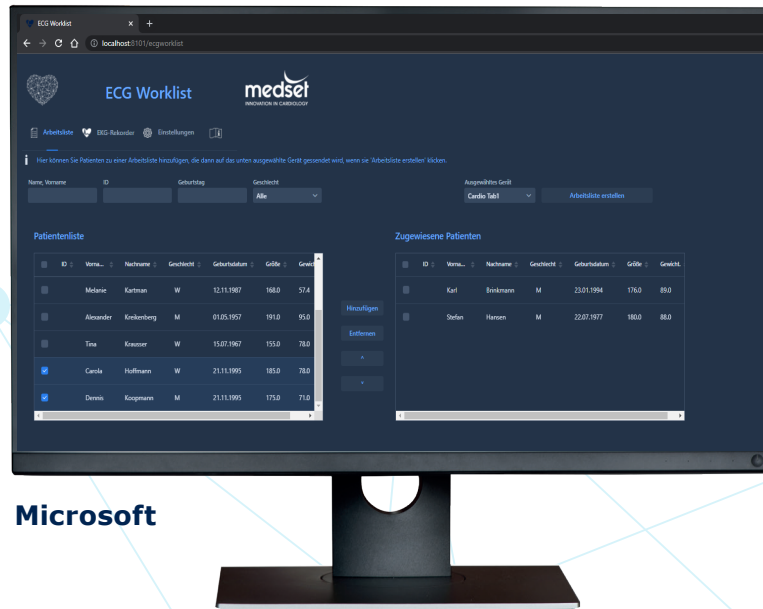 ECG Worklist
localhost:8101/ecgworklist
ECG Worklist
medset
INNOVATION IN CARDIOLOGY
Arbeitsliste EKG-Rekorder Einstellungen
Hier können Sie Patienten zu einer Arbeitsliste hinzufügen, die dann auf das unten ausgewählte Gerät gessendet wird, wenn sie 'Arbeitsliste erstellen' klicken.
Name, Vorname ID Geburtstag Geschlecht Ausgewähltes Gerät
Alle Cardio Tab1 Arbeitsliste erstellen
Patientenliste
ID Vorna... Nachname Geschlecht Geburtsdatum Größe Gewicht
Melanie Kartman W 12.11.1987 168.0 57.4
Alexander Kreikenberg M 01.05.1957 191.0 95.0
Tina Krausser W 15.07.1967 155.0 78.0
Carola Hoffmann W 21.11.1995 185.0 78.0
Dennis Koopmann M 21.11.1995 175.0 71.0
Hinzufügen
Entfernen
Zugewiesene Patienten
ID Vorna... Nachname Geschlecht Geburtsdatum Größe Gewicht.
Karl Brinkmann M 23.01.1994 176.0 89.0
Stefan Hansen M 22.07.1977 180.0 88.0
Microsoft